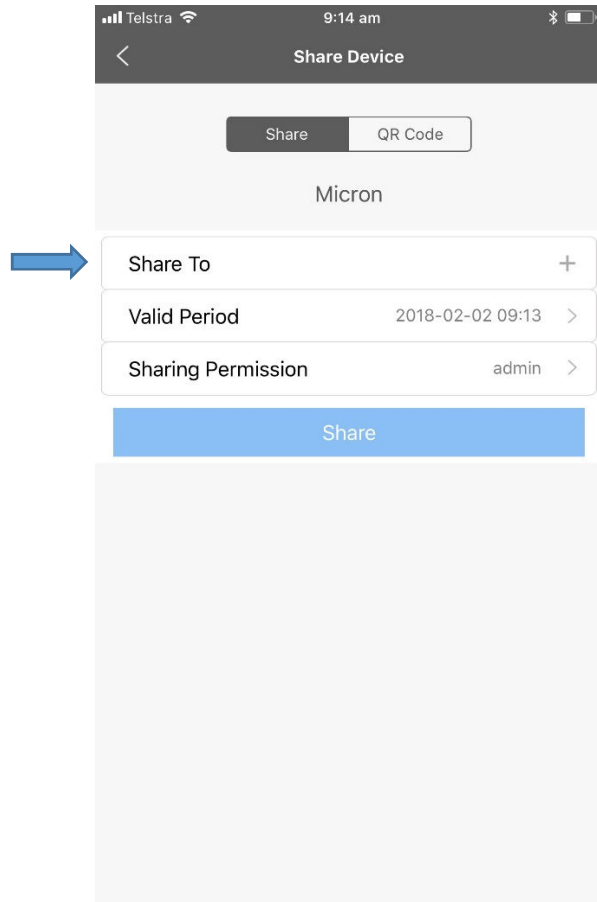 Telstra 9:14 am
Share Device
Share QR Code
Micron
Share To
Valid Period 2018-02-02 09:13
Sharing Permission admin
Share